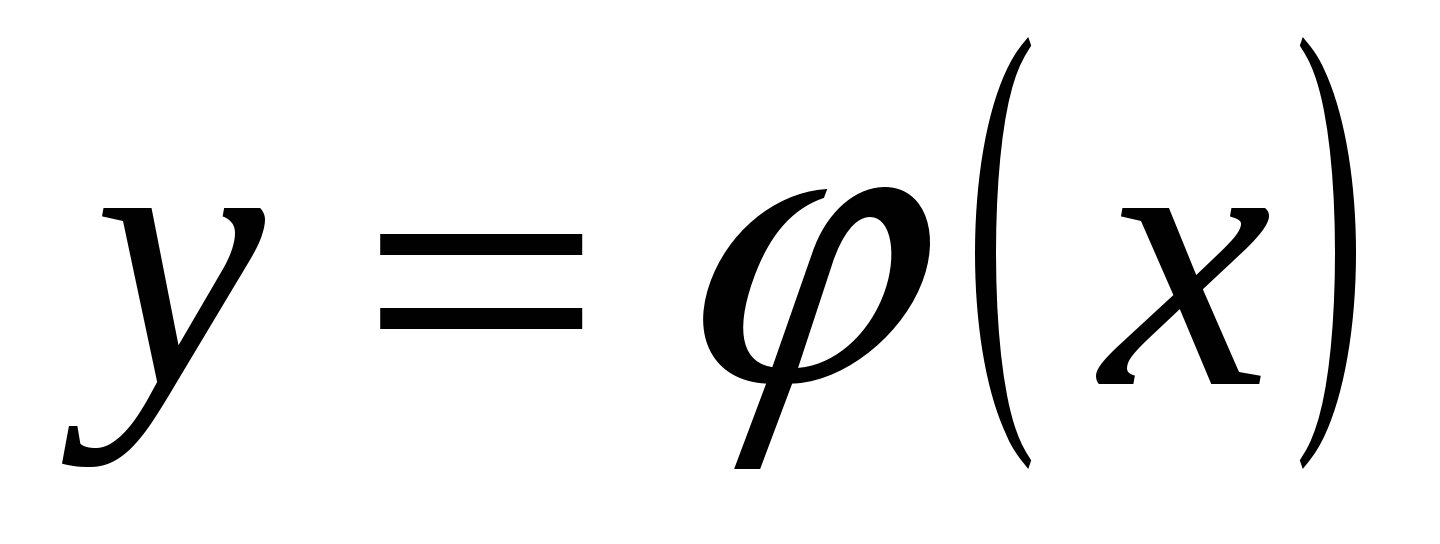 y = φ(x)